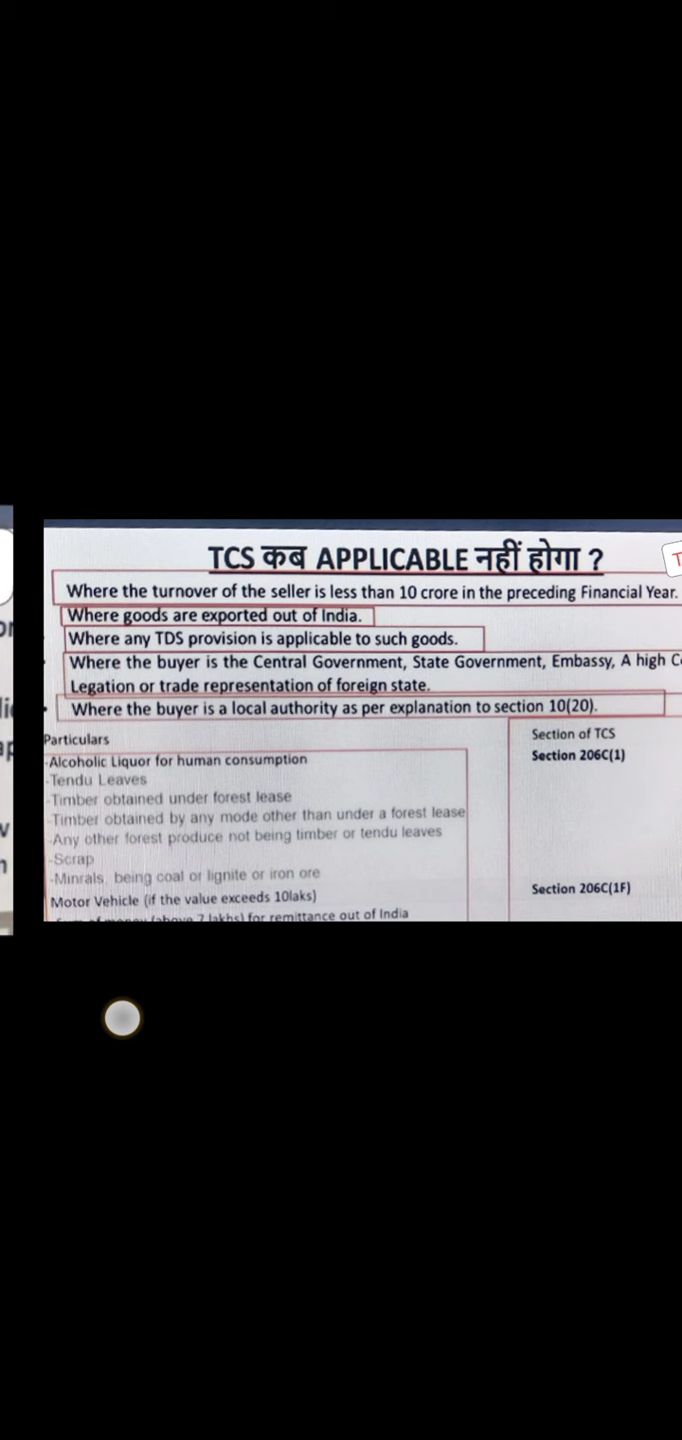 TCS कब APPLICABLE नहीं होगा ?
Where the turnover of the seller is less than 10 crore in the preceding Financial Year.
Where goods are exported out of India.
Where any TDS provision is applicable to such goods.
Where the buyer is the Central Government, State Government, Embassy, A high
Legation or trade representation of foreign state.
Where the buyer is a local authority as per explanation to section 10(20).
Particulars Section of TCS
-Alcoholic Liquor for human consumption Section 206C(1)
-Tendu Leaves
-Timber obtained under forest lease
-Timber obtained by any mode other than under a forest lease
-Any other forest produce not being timber or tendu leaves
-Scrap
-Minrals, being coal or lignite or iron ore
Motor Vehicle (if the value exceeds 10laks) Section 206C(1F)
(above 7 lakhs) for remittance out of India